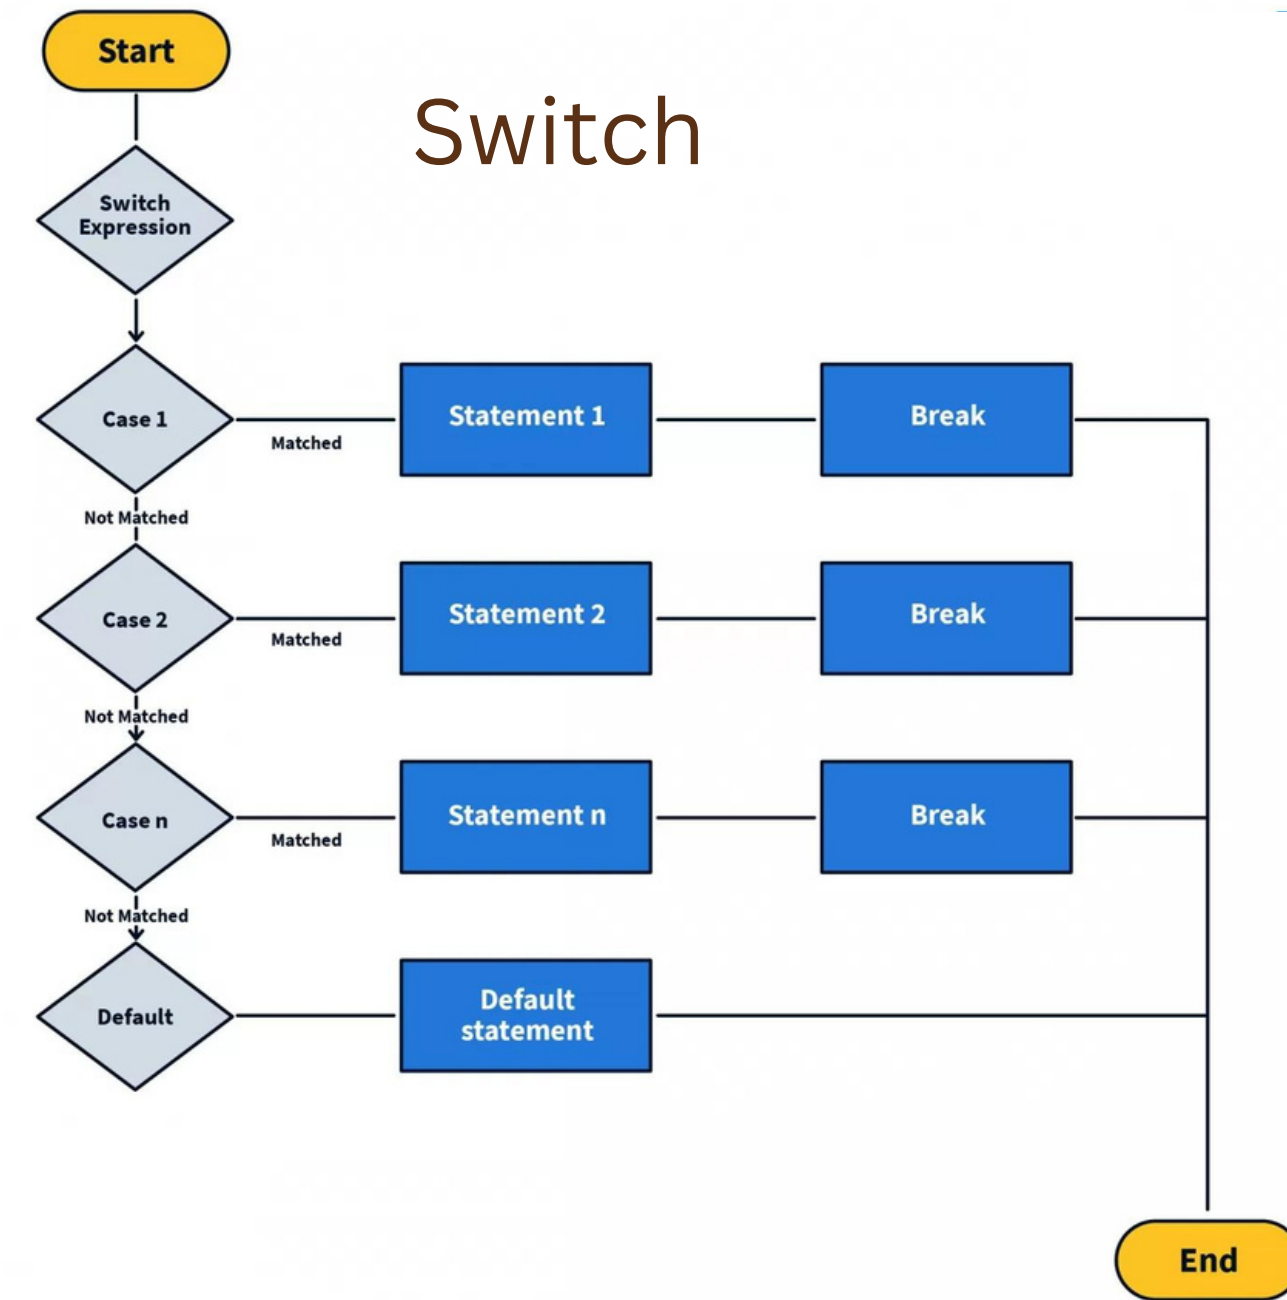 Start
Switch
Switch
Expression
Case 1
Matched
Statement 1
Break
Not Matched
Case 2
Matched
Statement 2
Break
Not Matched
Case n
Matched
Statement n
Break
Not Matched
Default
Default
statement
End